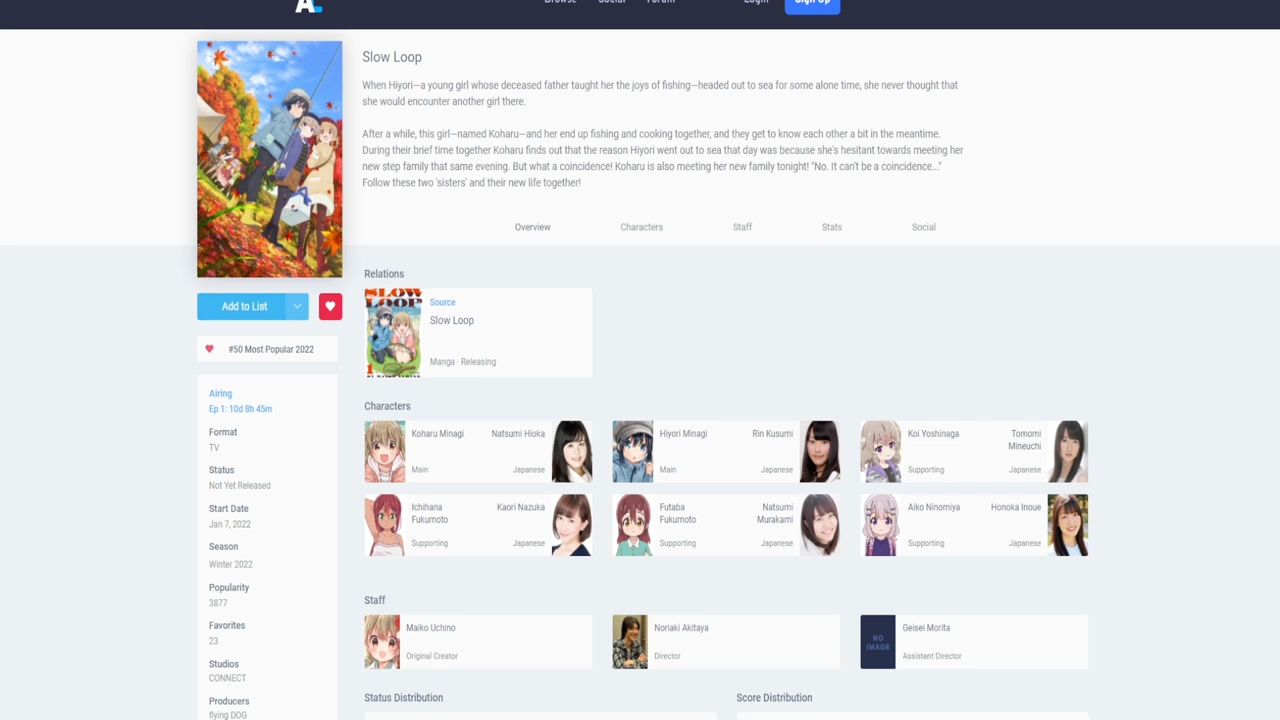 Browse Social Forum Login Sign Up
Slow Loop
When Hiyori—a young girl whose deceased father taught her the joys of fishing—headed out to sea for some alone time, she never thought that
she would encounter another girl there.
After a while, this girl—named Koharu—and her end up fishing and cooking together, and they get to know each other a bit in the meantime.
During their brief time together Koharu finds out that the reason Hiyori went out to sea that day was because she's hesitant towards meeting her
new step family that same evening. But what a coincidence! Koharu is also meeting her new family tonight! "No. It can't be a coincidence..."
Follow these two 'sisters' and their new life together!
Overview Characters Staff Stats Social
Add to List
#50 Most Popular 2022
Airing
Ep 1: 10d 8h 45m
Format
TV
Status
Not Yet Released
Start Date
Jan 7, 2022
Season
Winter 2022
Popularity
3877
Favorites
23
Studios
CONNECT
Producers
flying DOG
Relations
SLOW
LOOP
1
Source
Slow Loop
Manga · Releasing
Characters
Koharu Minagi
Main
Natsumi Hioka
Japanese
Hiyori Minagi
Main
Rin Kusumi
Japanese
Koi Yoshinaga
Supporting
Tomomi
Mineuchi
Japanese
Ichihana
Fukumoto
Supporting
Kaori Nazuka
Japanese
Futaba
Fukumoto
Supporting
Natsumi
Murakami
Japanese
Aiko Ninomiya
Supporting
Honoka Inoue
Japanese
Staff
Maiko Uchino
Original Creator
Noriaki Akitaya
Director
NO
IMAGE
Geisei Morita
Assistant Director
Status Distribution
Score Distribution